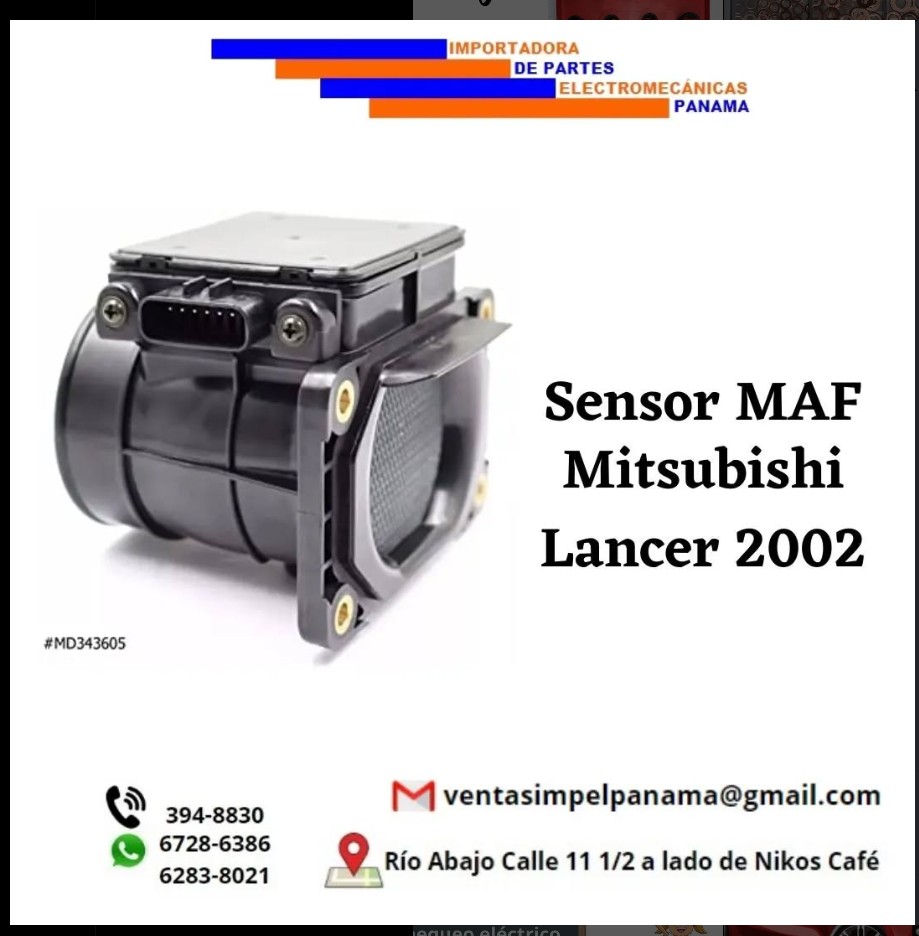 IMPORTADORA
DE PARTES
ELECTROMECÁNICAS
PANAMA
Sensor MAF
Mitsubishi
Lancer 2002
#MD343605
394-8830
6728-6386
6283-8021
ventasimpelpanama@gmail.com
Río Abajo Calle 11 1/2 a lado de Nikos Café
eléctrico